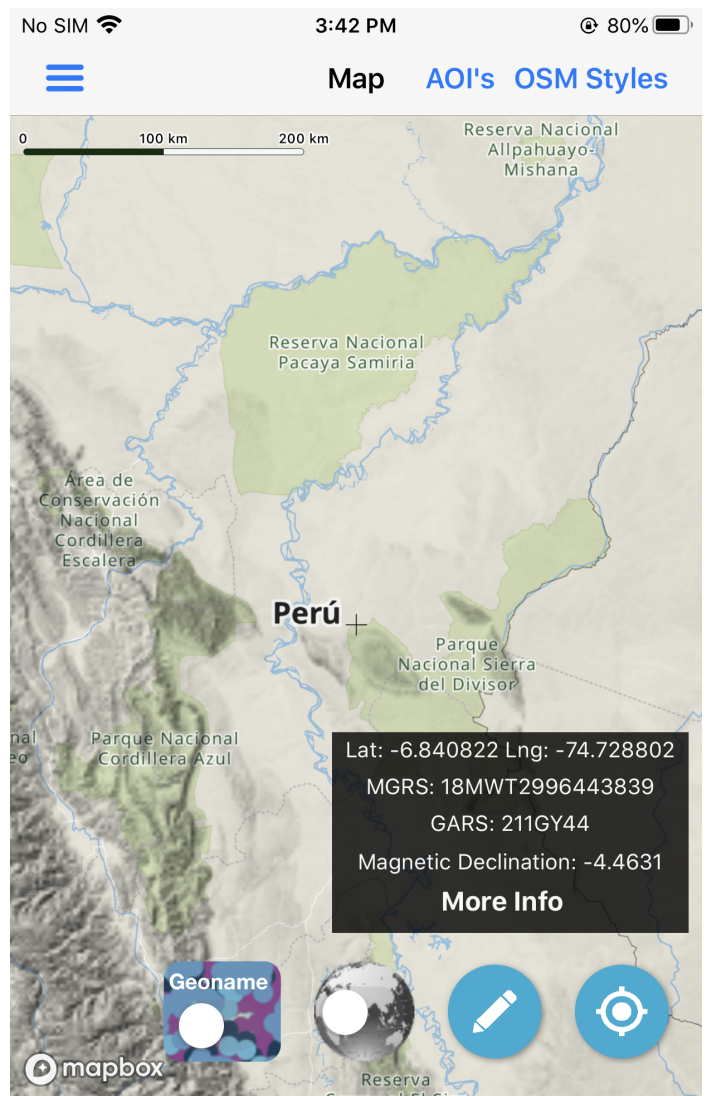 No SIM
3:42 PM
80%
Map
AOI's
OSM Styles
0
100 km
200 km
Reserva Nacional
Allpahuayo-
Mishana
Reserva Nacional
Pacaya Samiria
Área de
Conservación
Nacional
Cordillera
Escalera
Perú
Parque
Nacional Sierra
del Divisor
Parque Nacional
Cordillera Azul
Lat: -6.840822 Lng: -74.728802
MGRS: 18MWT2996443839
GARS: 211GY44
Magnetic Declination: -4.4631
More Info
Geoname
mapbox
Reserva